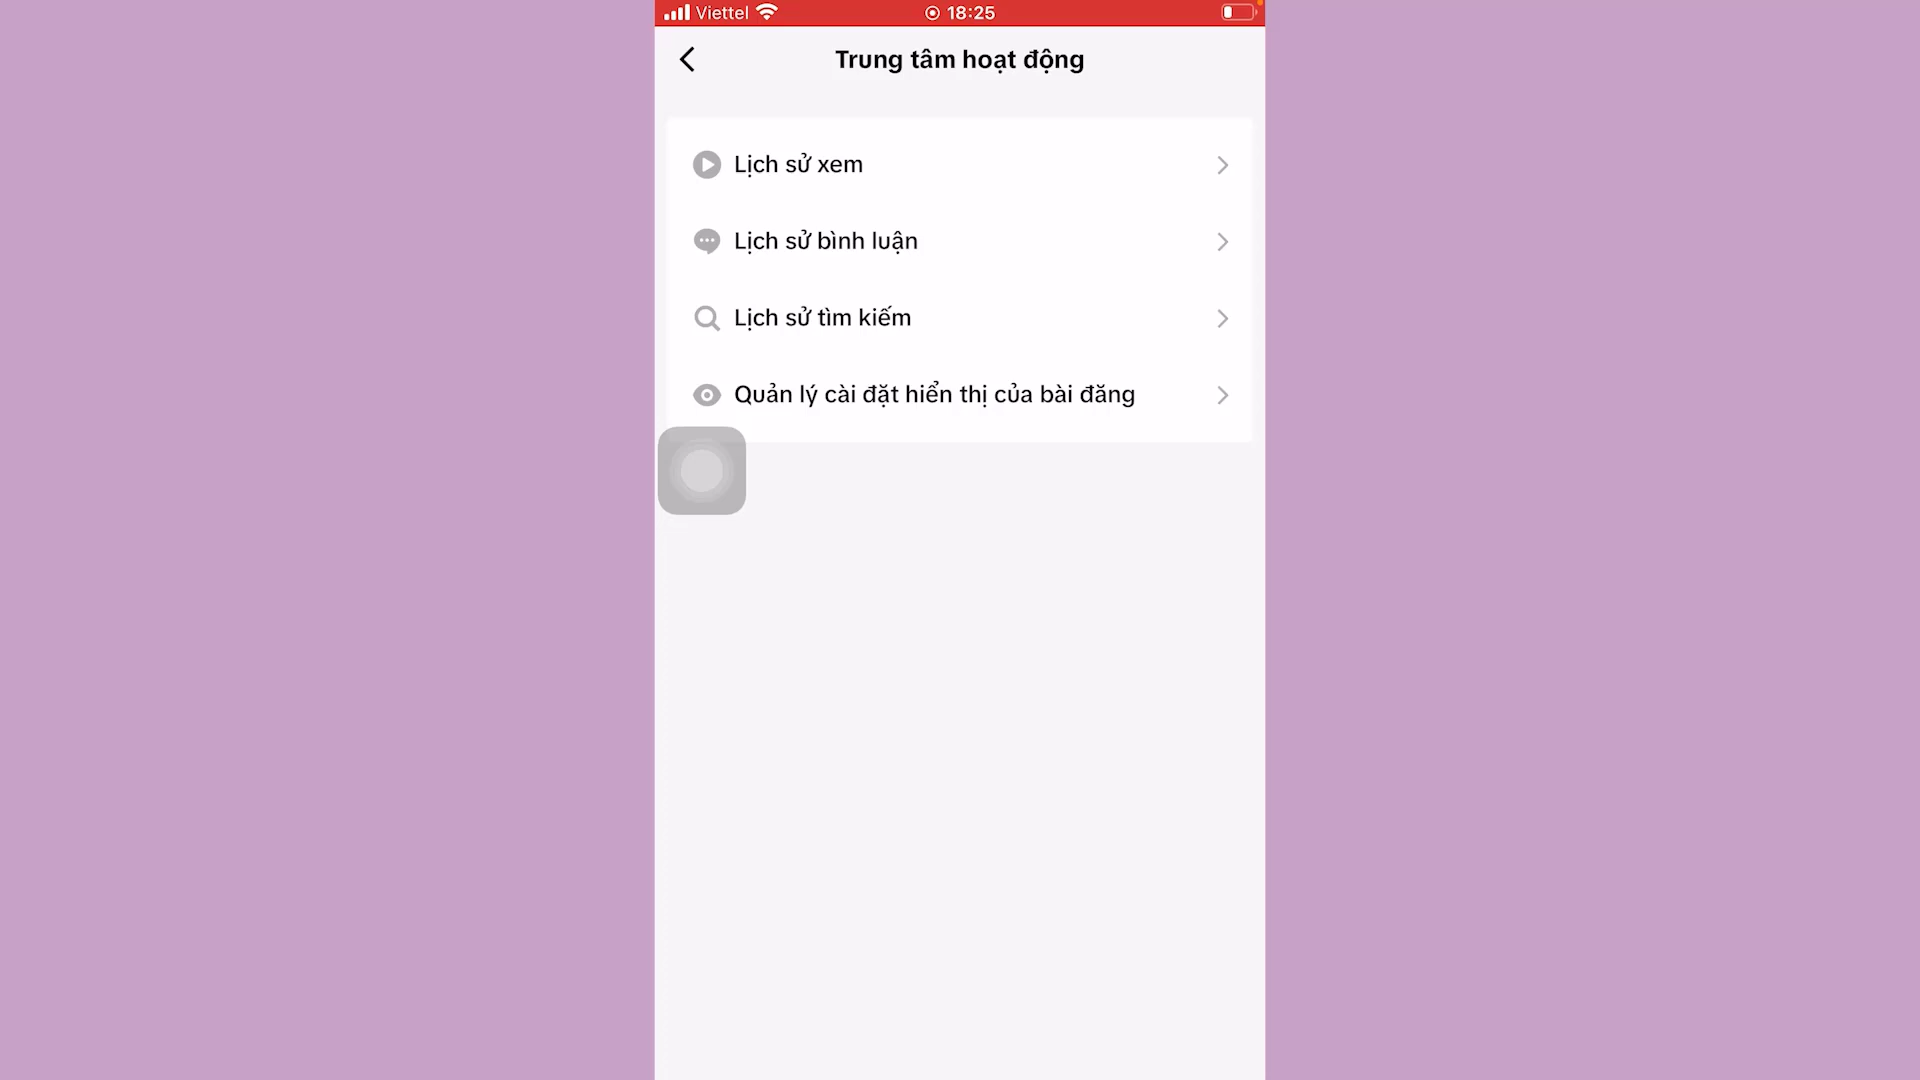 Viettel 18:25
Trung tâm hoạt động
Lịch sử xem
Lịch sử bình luận
Lịch sử tìm kiếm
Quản lý cài đặt hiển thị của bài đăng